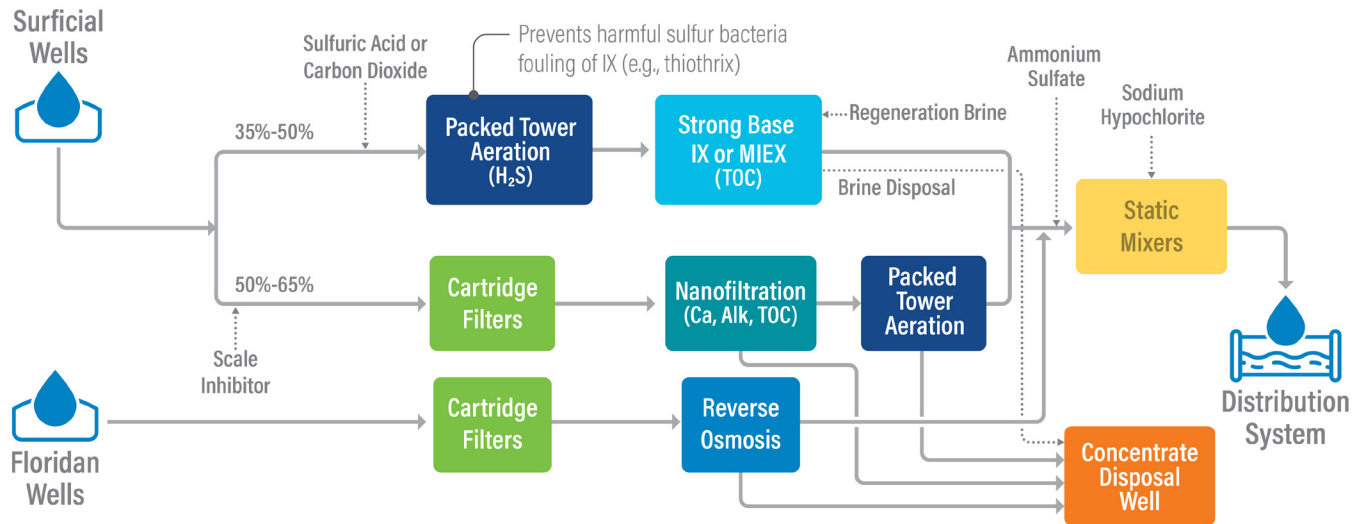 Surficial
Wells
Sulfuric Acid or
Carbon Dioxide
Prevents harmful sulfur bacteria
fouling of IX (e.g., thiothrix)
Ammonium
Sulfate
Sodium
Hypochlorite
35%-50%
Packed Tower
Aeration
(H₂S)
Strong Base
IX or MIEX
(TOC)
Regeneration Brine
Brine Disposal
Static
Mixers
50%-65%
Cartridge
Filters
Nanofiltration
(Ca, Alk, TOC)
Packed
Tower
Aeration
Scale
Inhibitor
Floridan
Wells
Cartridge
Filters
Reverse
Osmosis
Distribution
System
Concentrate
Disposal
Well